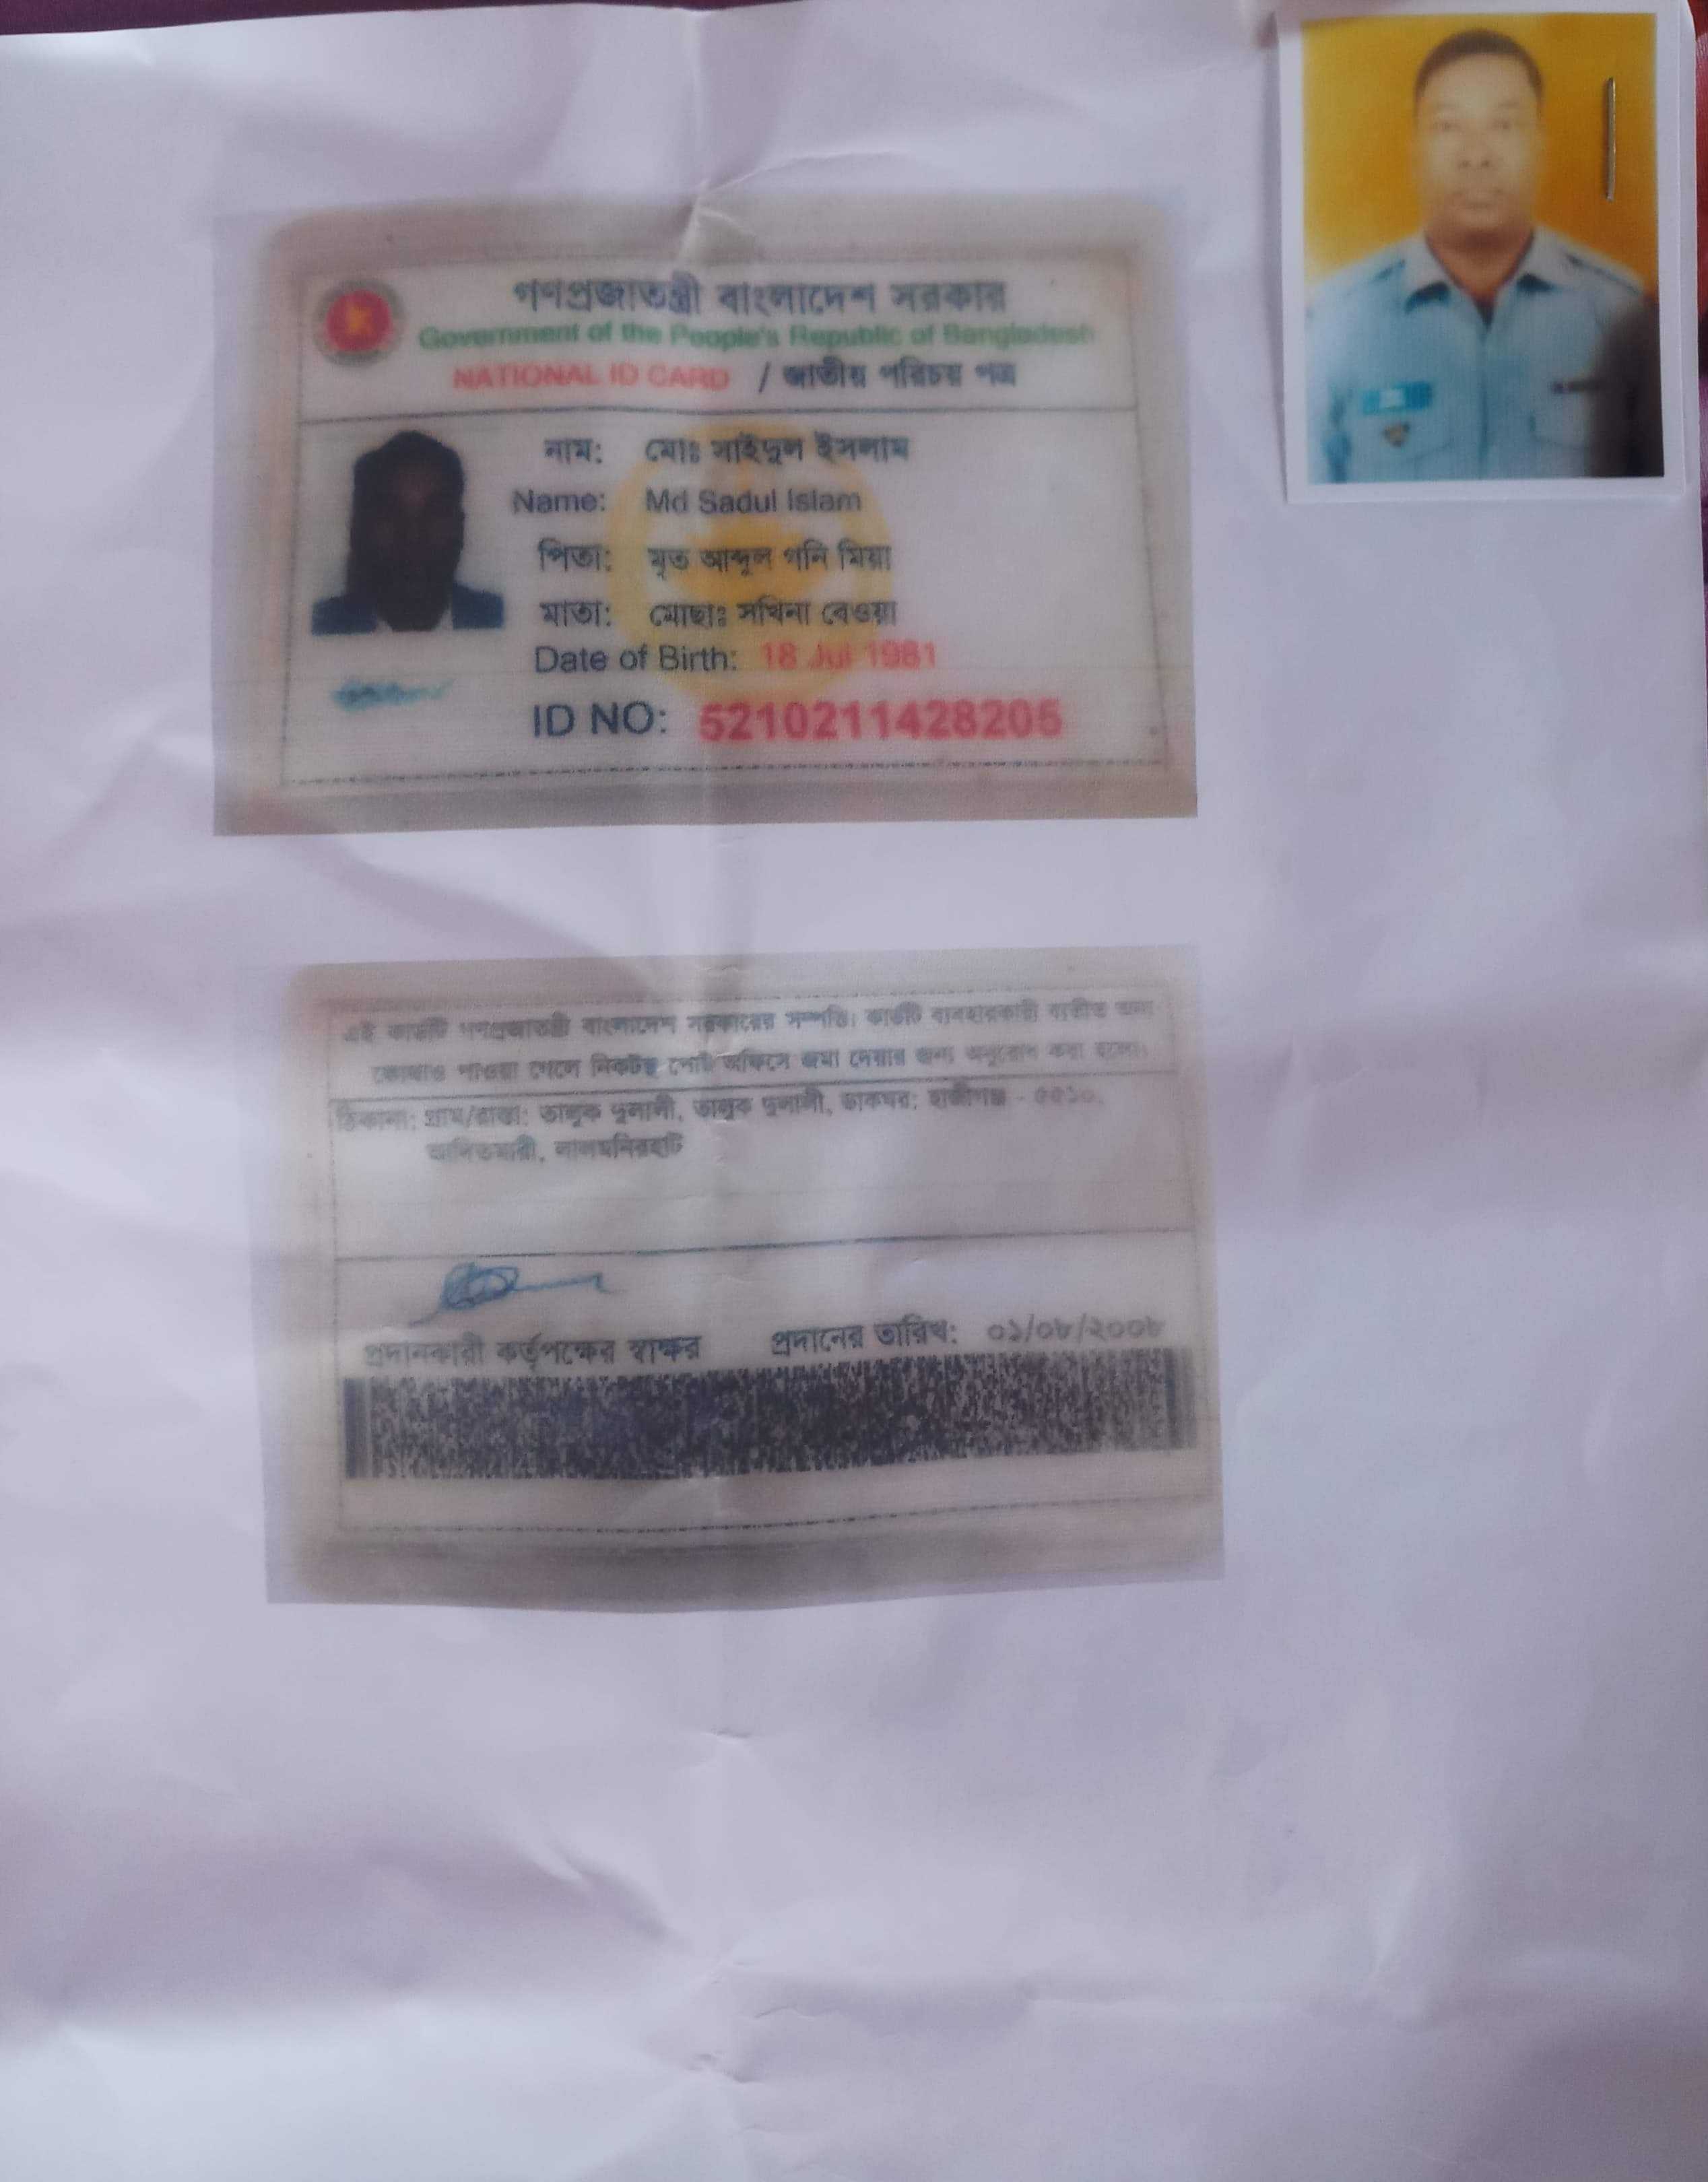 গণপ্রজাতন্ত্রী বাংলাদেশ সরকার
Government of the People's Republic of Bangladesh
NATIONAL ID CARD / জাতীয় পরিচয় পত্র
নাম: মোঃ সাইদুল ইসলাম
Name: Md Sadul Islam
পিতা: মৃত আব্দুল গনি মিয়া
মাতা: মোছাঃ সখিনা বেওয়া
Date of Birth: 18 Jul 1981
ID NO: 5210211428205
এই কার্ডটি গণপ্রজাতন্ত্রী বাংলাদেশ সরকারের সম্পত্তি। কার্ডটি ব্যবহারকারী ব্যতীত অন্য
কোথাও পাওয়া গেলে নিকটস্থ পোস্ট অফিসে জমা দেয়ার জন্য অনুরোধ করা হলো।
ঠিকানা: গ্রাম/রাস্তা: তালুক দুলালী, তালুক দুলালী, ডাকঘর: হাজীগঞ্জ - ৫৫১০,
আদিতমারী, লালমনিরহাট
প্রদানকারী কর্তৃপক্ষের স্বাক্ষর প্রদানের তারিখ: ০১/০৮/২০০৮